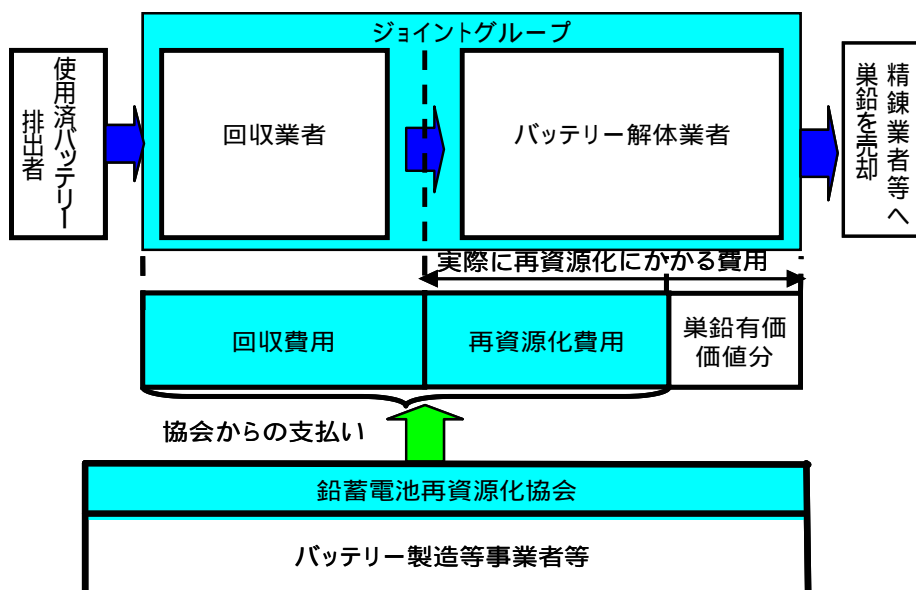 ジョイントグループ
使用済バッテリー
排出者
回収業者
バッテリー解体業者
精錬業者等へ
巣鉛を売却
実際に再資源化にかかる費用
回収費用
再資源化費用
巣鉛有価
価値分
協会からの支払い
鉛蓄電池再資源化協会
バッテリー製造等事業者等